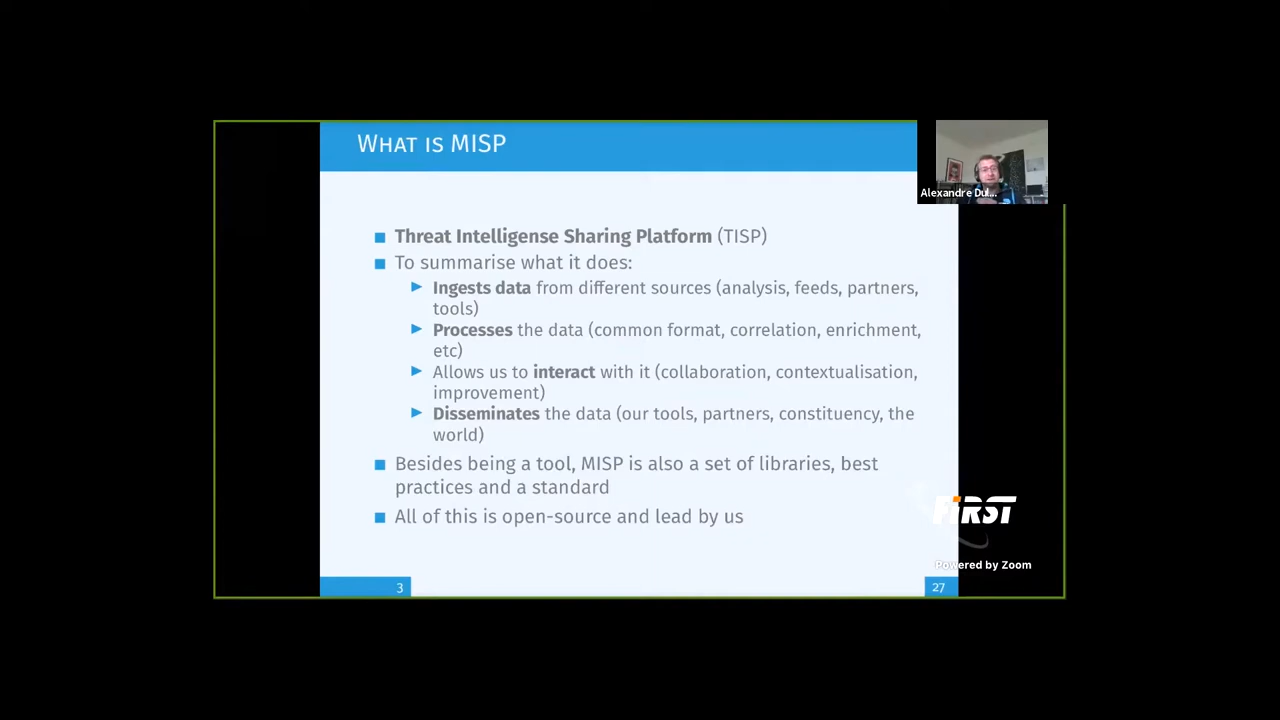 WHAT IS MISP
Alexandre Dul...
Threat Intelligense Sharing Platform (TISP)
To summarise what it does:
Ingests data from different sources (analysis, feeds, partners,
tools)
Processes the data (common format, correlation, enrichment,
etc)
Allows us to interact with it (collaboration, contextualisation,
improvement)
Disseminates the data (our tools, partners, constituency, the
world)
Besides being a tool, MISP is also a set of libraries, best
practices and a standard
All of this is open-source and lead by us
FiRST
Powered by Zoom
3
27